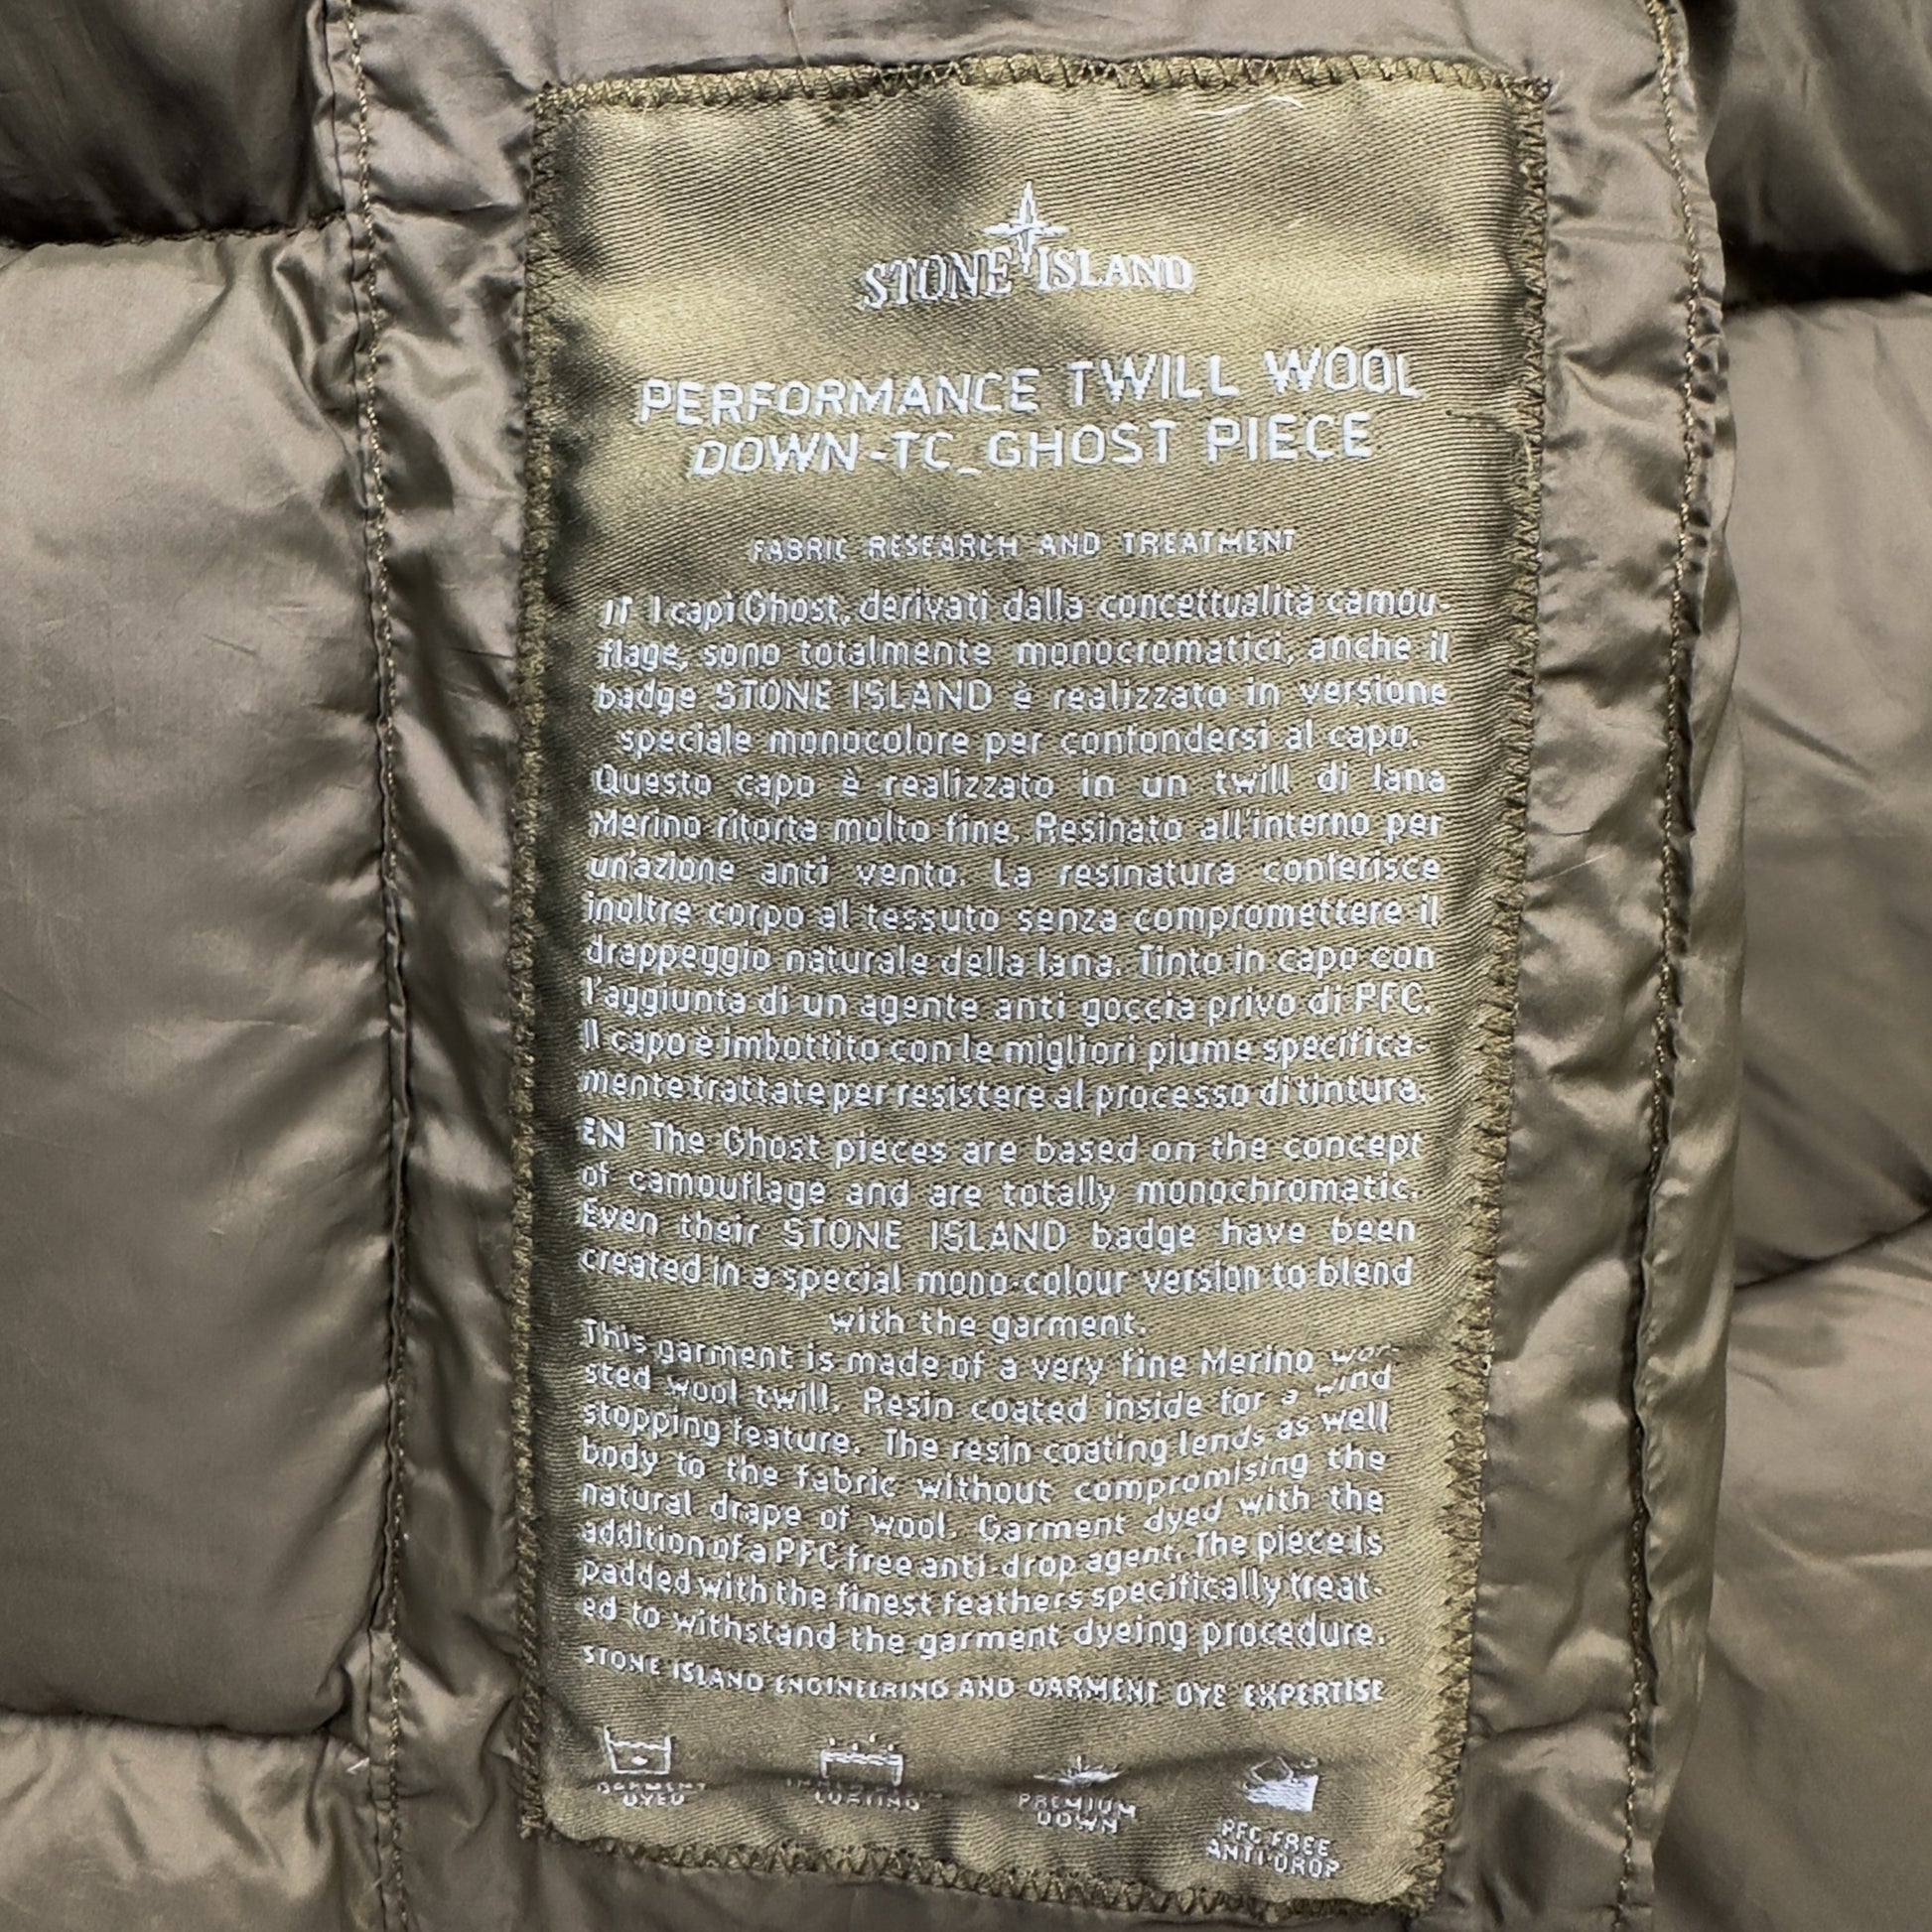 STONE ISLAND
PERFORMANCE TWILL WOOL
DOWN-TC_GHOST PIECE
FABRIC RESEARCH AND TREATMENT
IT I capi Ghost, derivati dalla concettualità camou-
flage, sono totalmente monocromatici, anche il
badge STONE ISLAND è realizzato in versione
speciale monocolore per confondersi al capo.
Questo capo è realizzato in un twill di lana
Merino ritorta molto fine. Resinato all'interno per
un'azione anti vento. La resinatura conferisce
inoltre corpo al tessuto senza compromettere il
drappeggio naturale della lana. Tinto in capo con
l'aggiunta di un agente anti goccia privo di PFC.
Il capo è imbottito con le migliori piume specifica-
mente trattate per resistere al processo di tintura.
EN The Ghost pieces are based on the concept
of camouflage and are totally monochromatic.
Even their STONE ISLAND badge have been
created in a special mono-colour version to blend
with the garment.
This garment is made of a very fine Merino wor-
sted wool twill. Resin coated inside for a wind
stopping feature. The resin coating lends as well
body to the fabric without compromising the
natural drape of wool. Garment dyed with the
addition of a PFC free anti-drop agent. The piece is
padded with the finest feathers specifically treat-
ed to withstand the garment dyeing procedure.
STONE ISLAND ENGINEERING AND GARMENT DYE EXPERTISE
GARMENT
DYED
COATING
PREMIUM
DOWN
PFC FREE
ANTI-DROP